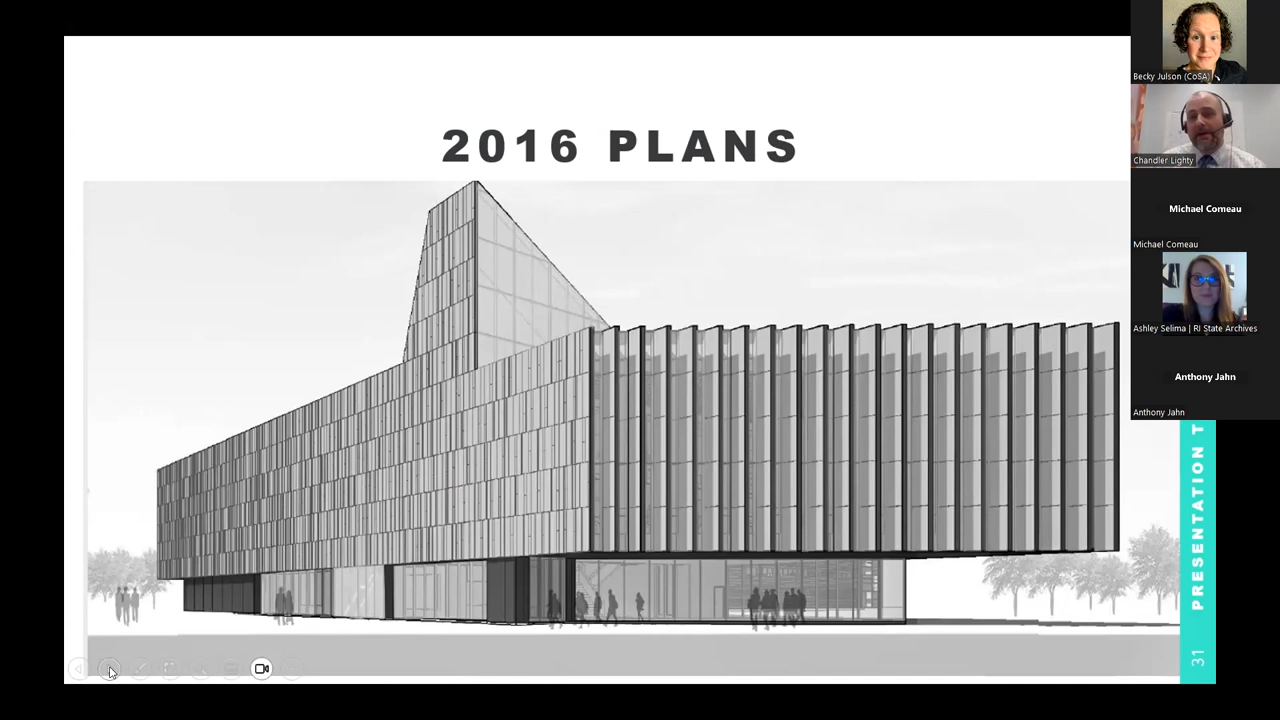 2016 PLANS
Becky Julson (CoSA)
Chandler Lighty
Michael Comeau
Michael Comeau
Ashley Selima | RI State Archives
Anthony Jahn
Anthony Jahn
PRESENTATION T
31